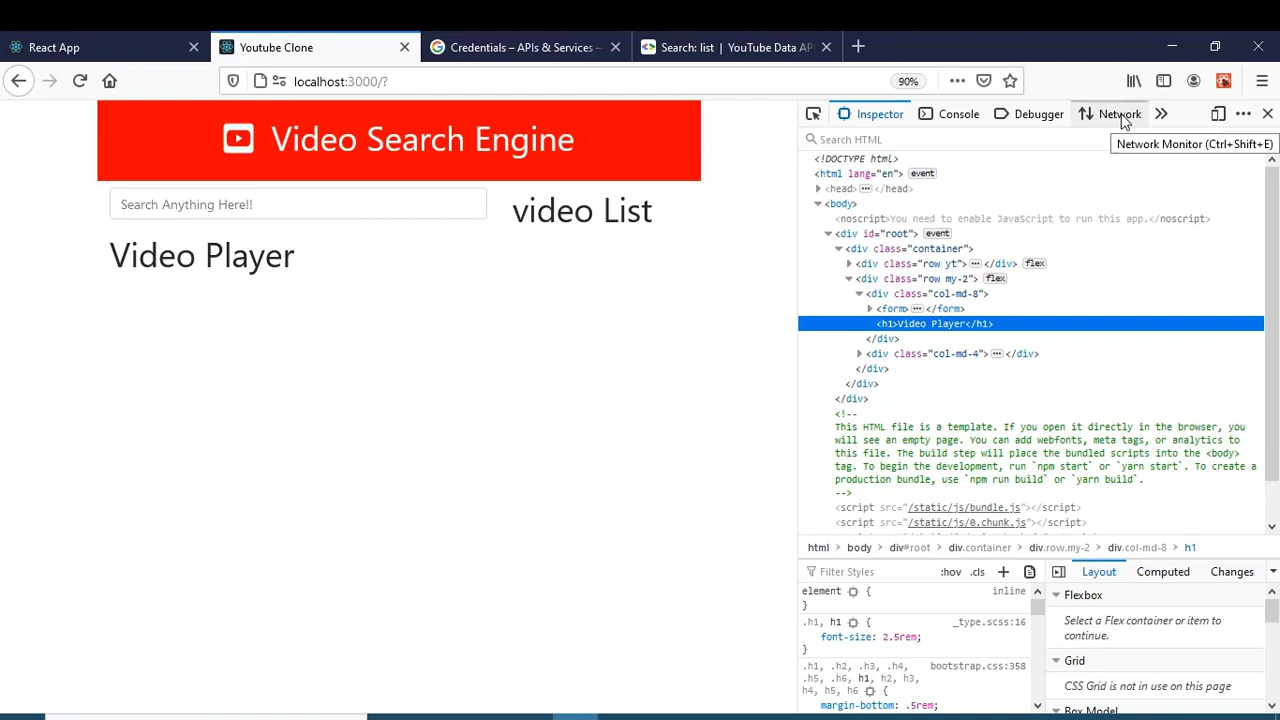 React App
Youtube Clone
Credentials – APIs & Services –
Search: list | YouTube Data API
localhost:3000/?
90%
Inspector
Console
Debugger
Network
Search HTML
Network Monitor (Ctrl+Shift+E)
Video Search Engine
Search Anything Here!!
video List
Video Player
<!DOCTYPE html>
<html lang="en"> event
<head> ••• </head>
<body>
<noscript>You need to enable JavaScript to run this app.</noscript>
<div id="root"> event
<div class="container">
<div class="row yt"> ••• </div> flex
<div class="row my-2"> flex
<div class="col-md-8">
<form> ••• </form>
<h1>Video Player</h1>
</div>
<div class="col-md-4"> ••• </div>
</div>
</div>
</div>
<!--
This HTML file is a template. If you open it directly in the browser, you
will see an empty page. You can add webfonts, meta tags, or analytics to
this file. The build step will place the bundled scripts into the <body>
tag. To begin the development, run `npm start` or `yarn start`. To create a
production bundle, use `npm run build` or `yarn build`.
-->
<script src="/static/js/bundle.js"></script>
<script src="/static/js/0.chunk.js"></script>
html
body
div#root
div.container
div.row.my-2
div.col-md-8
h1
Filter Styles
:hov
.cls
Layout
Computed
Changes
element { inline
}
.h1, h1 { _type.scss:16
font-size: 2.5rem;
}
.h1, .h2, .h3, .h4, bootstrap.css:358
.h5, .h6, h1, h2, h3,
h4, h5, h6 {
margin-bottom: .5rem;
Flexbox
Select a Flex container or item to
continue.
Grid
CSS Grid is not in use on this page
Box Model